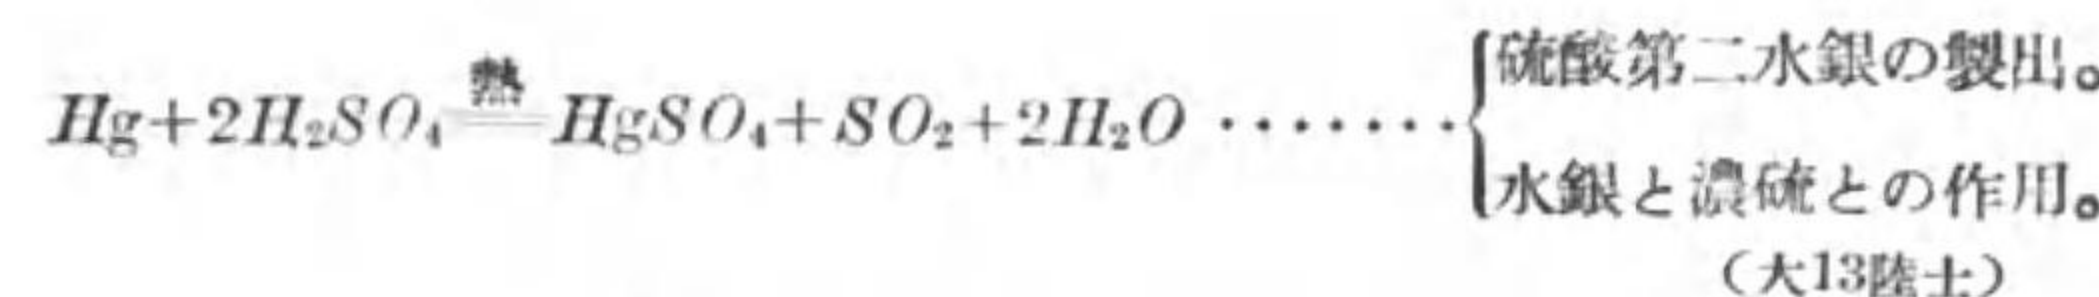 硫酸第二水銀の製出。
熱
Hg+2H₂SO₄ = HgSO₄+SO₂+2H₂O ·······
水銀と濃硫との作用。
（大13陸士）